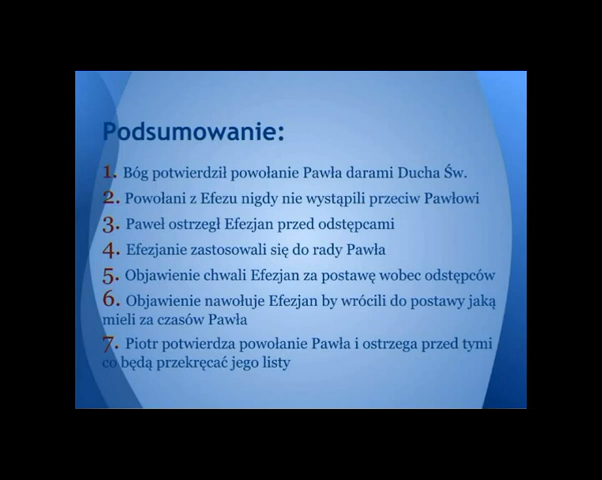 Podsumowanie:
1. Bóg potwierdził powołanie Pawła darami Ducha Św.
2. Powołani z Efezu nigdy nie wystąpili przeciw Pawłowi
3. Paweł ostrzegł Efezjan przed odstępcami
4. Efezjanie zastosowali się do rady Pawła
5. Objawienie chwali Efezjan za postawę wobec odstępców
6. Objawienie nawołuje Efezjan by wrócili do postawy jaką
mieli za czasów Pawła
7. Piotr potwierdza powołanie Pawła i ostrzega przed tymi
co będą przekręcać jego listy